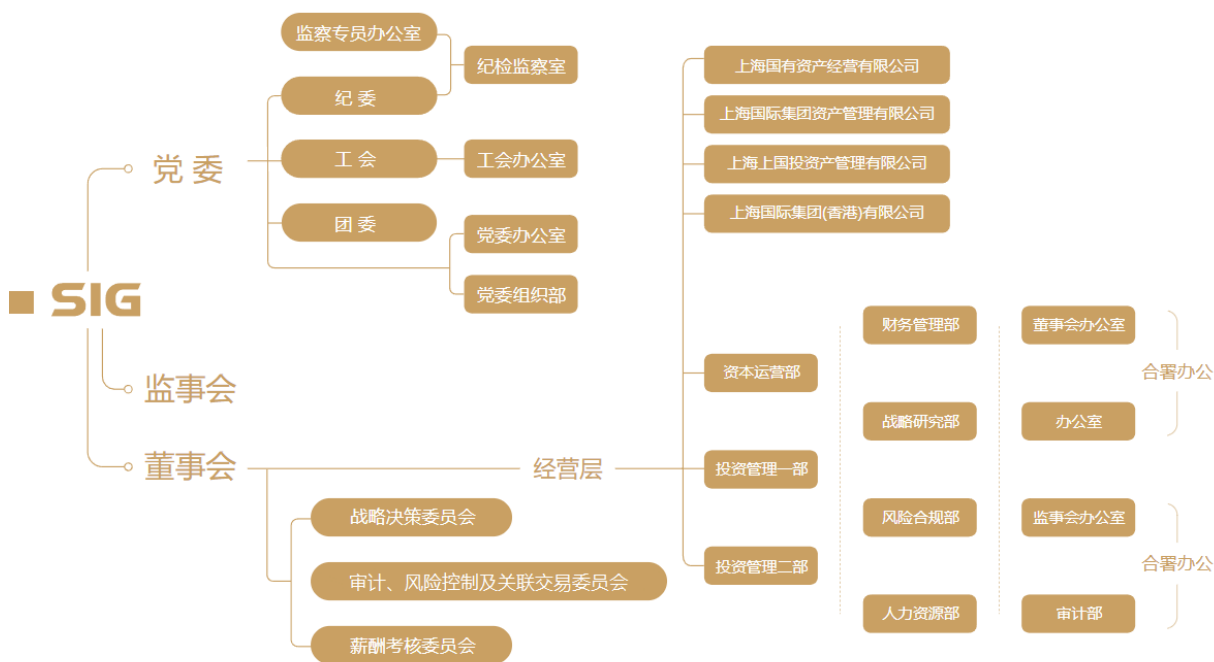 SIG
党 委
监察专员办公室
纪 委
纪检监察室
工 会
工会办公室
团 委
党委办公室
党委组织部
监事会
董事会
战略决策委员会
审计、风险控制及关联交易委员会
薪酬考核委员会
经营层
上海国有资产经营有限公司
上海国际集团资产管理有限公司
上海上国投资产管理有限公司
上海国际集团(香港)有限公司
资本运营部
投资管理一部
投资管理二部
财务管理部
战略研究部
风险合规部
人力资源部
董事会办公室
办公室
合署办公
监事会办公室
审计部
合署办公